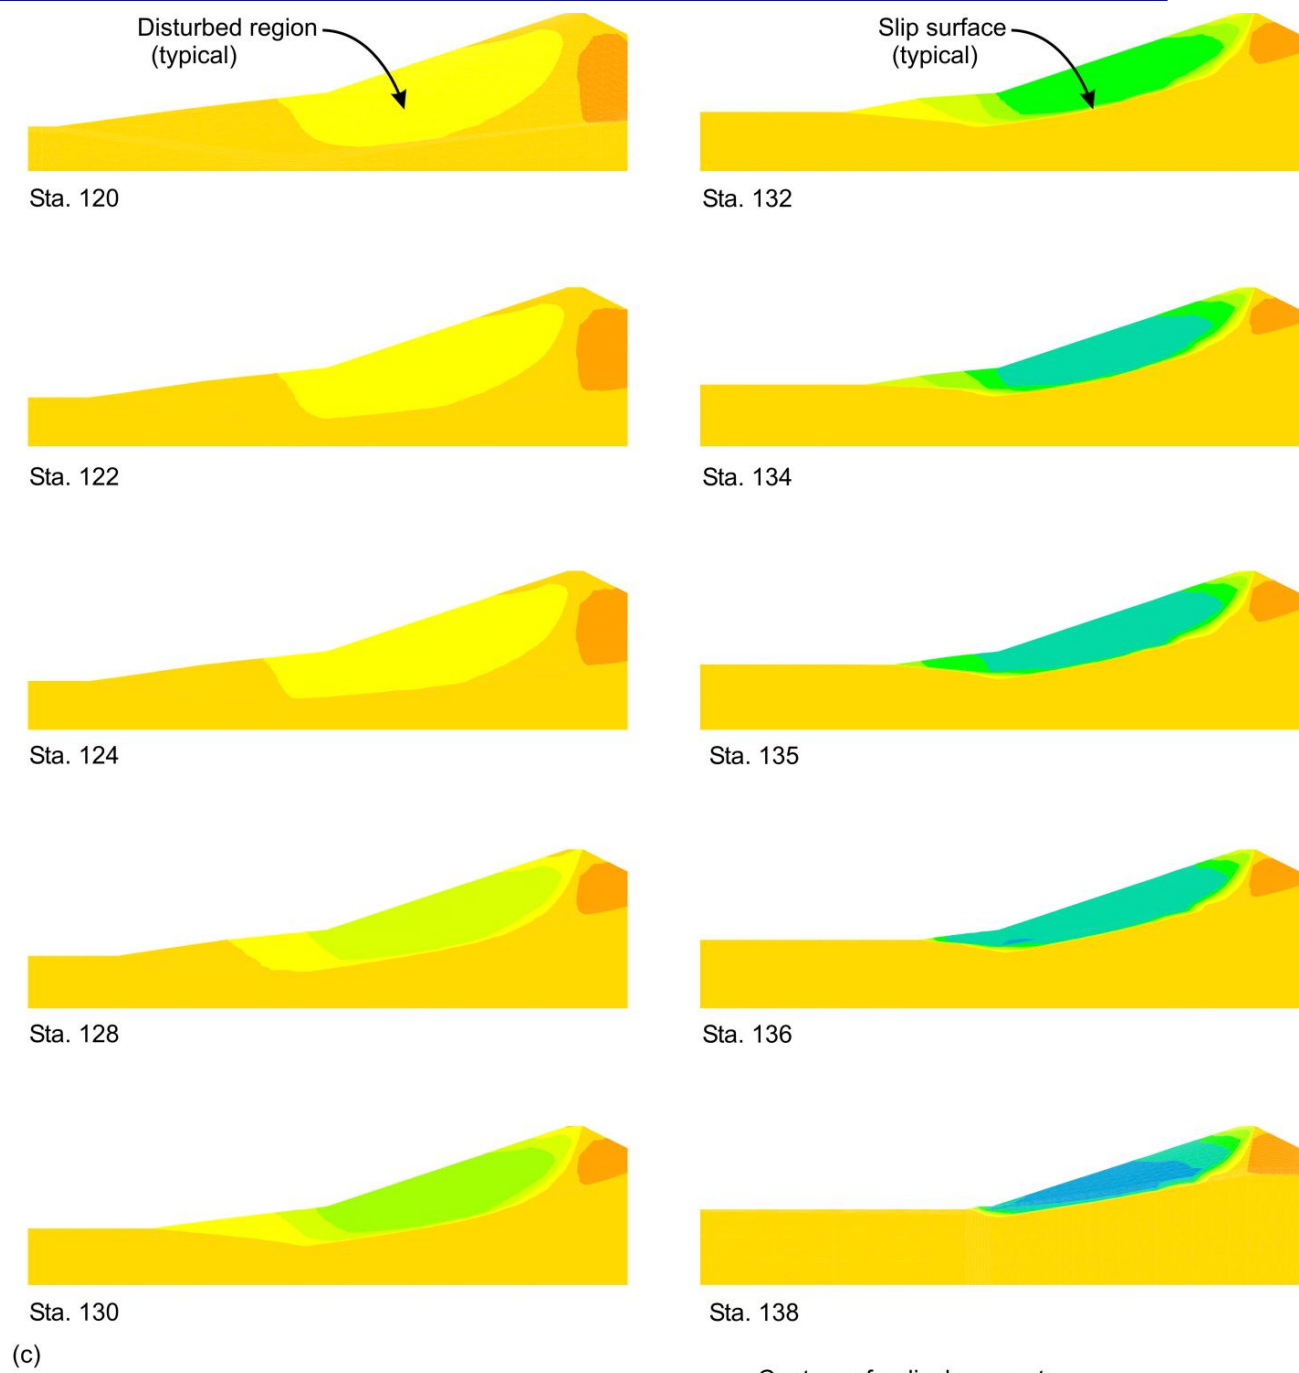 Disturbed region
(typical)
Sta. 120
Sta. 122
Sta. 124
Sta. 128
Sta. 130
(c)
Slip surface
(typical)
Sta. 132
Sta. 134
Sta. 135
Sta. 136
Sta. 138